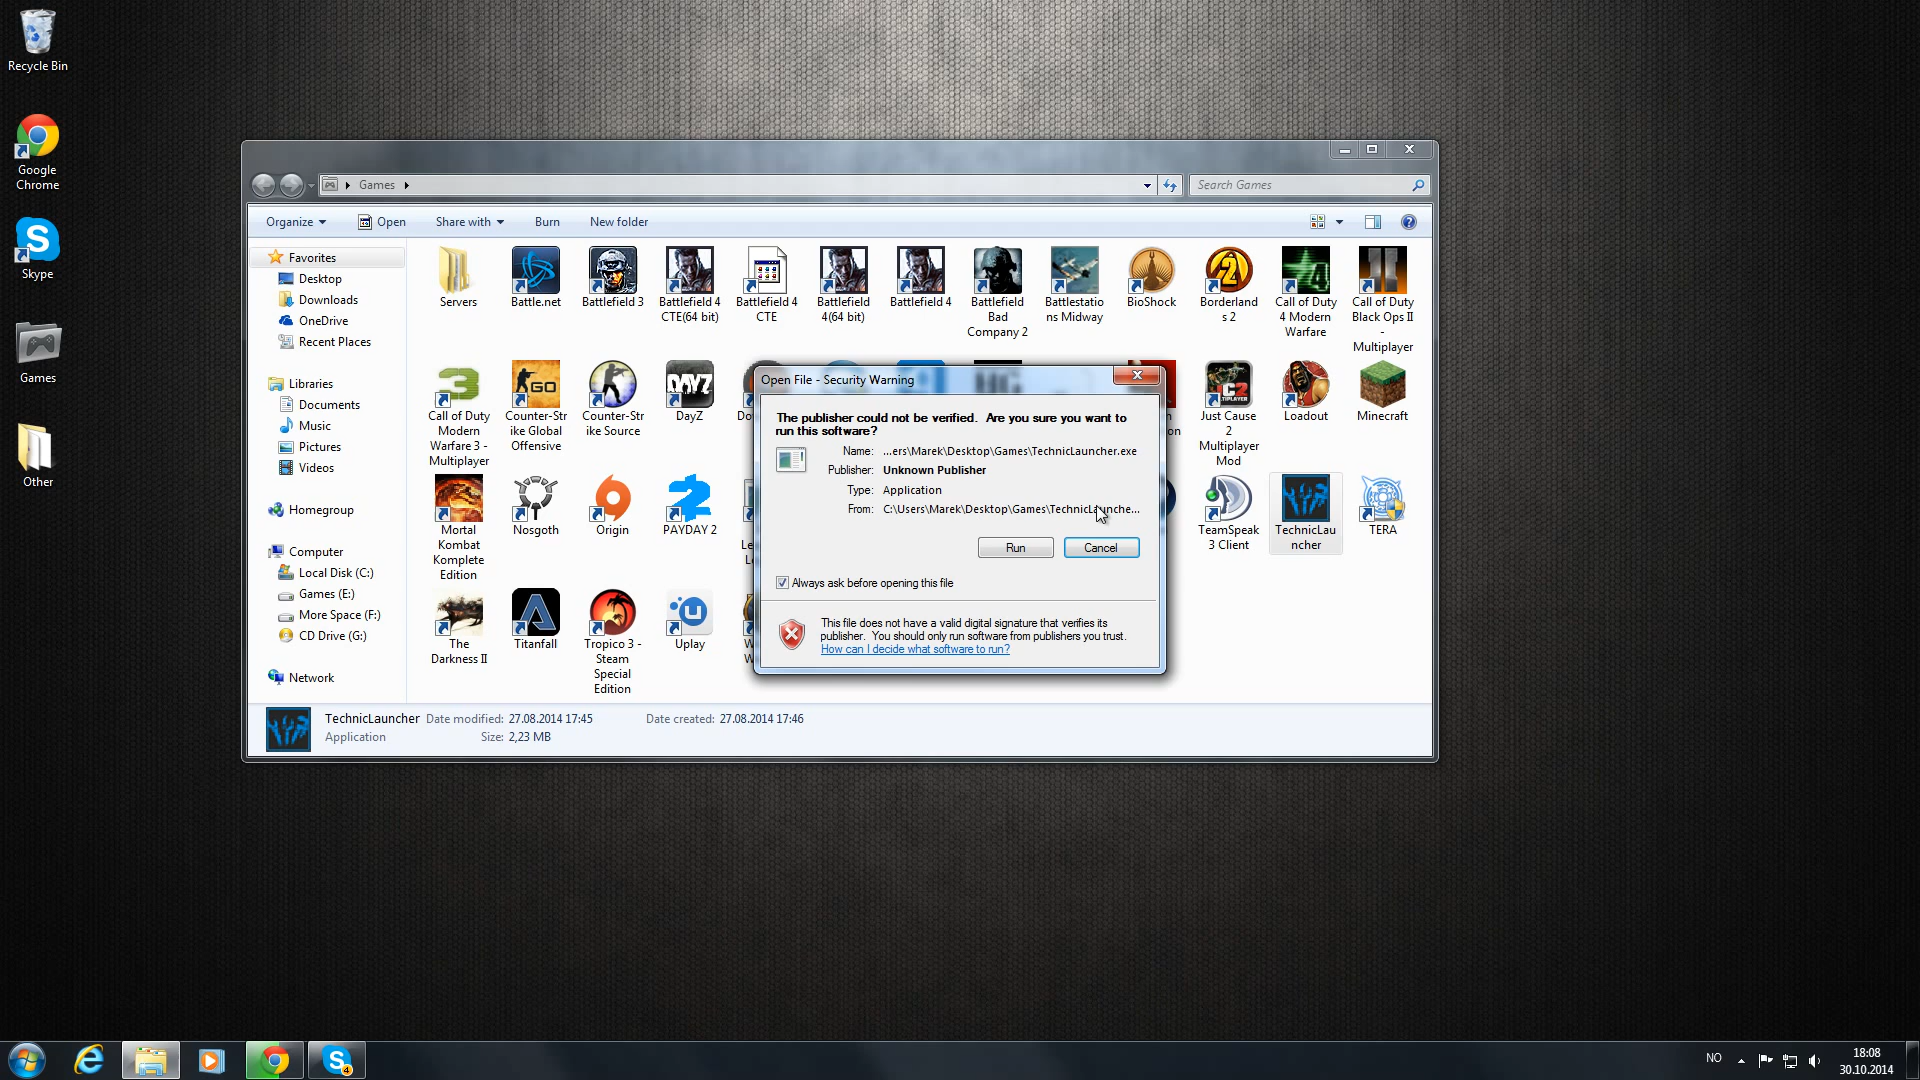 Recycle Bin
Google
Chrome
Skype
Games
Other
Games
Search Games
Organize
Open
Share with
Burn
New folder
Favorites
Desktop
Downloads
OneDrive
Recent Places
Libraries
Documents
Music
Pictures
Videos
Homegroup
Computer
Local Disk (C:)
Games (E:)
More Space (F:)
CD Drive (G:)
Network
Servers
Battle.net
Battlefield 3
Battlefield 4
CTE(64 bit)
Battlefield 4
CTE
Battlefield
4(64 bit)
Battlefield 4
Battlefield
Bad
Company 2
Battlestatio
ns Midway
BioShock
Borderland
s 2
Call of Duty
4 Modern
Warfare
Call of Duty
Black Ops II
-
Multiplayer
Call of Duty
Modern
Warfare 3 -
Multiplayer
Counter-Str
ike Global
Offensive
Counter-Str
ike Source
DayZ
Just Cause
2
Multiplayer
Mod
Loadout
Minecraft
Mortal
Kombat
Komplete
Edition
Nosgoth
Origin
PAYDAY 2
TeamSpeak
3 Client
TechnicLau
ncher
TERA
The
Darkness II
Titanfall
Tropico 3 -
Steam
Special
Edition
Uplay
Open File - Security Warning
The publisher could not be verified. Are you sure you want to
run this software?
Name: ...ers\Marek\Desktop\Games\TechnicLauncher.exe
Publisher: Unknown Publisher
Type: Application
From: C:\Users\Marek\Desktop\Games\TechnicLaunche...
Run
Cancel
Always ask before opening this file
This file does not have a valid digital signature that verifies its
publisher. You should only run software from publishers you trust.
How can I decide what software to run?
TechnicLauncher Date modified: 27.08.2014 17:45 Date created: 27.08.2014 17:46
Application Size: 2,23 MB
NO
18:08
30.10.2014